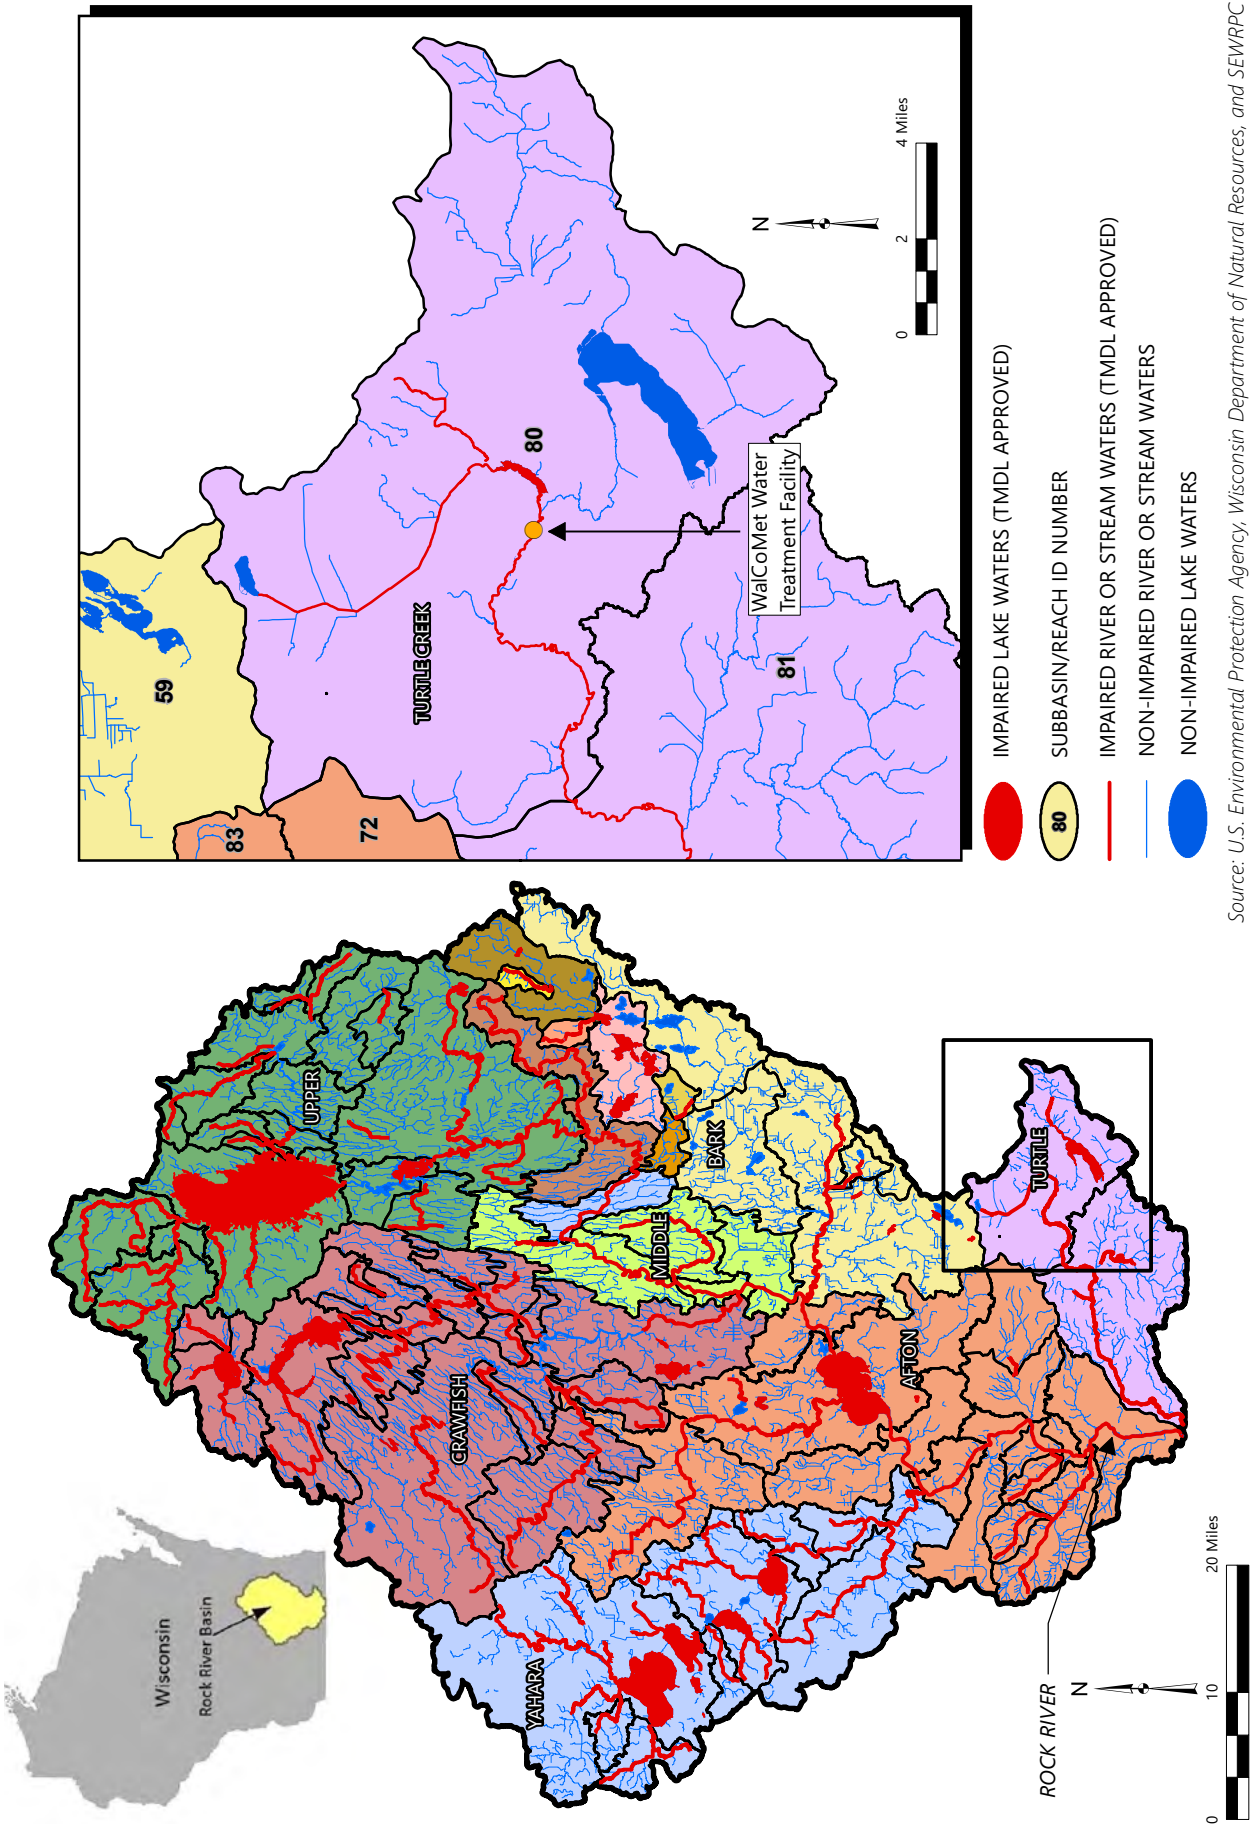 Wisconsin
Rock River Basin
UPPER
CRAWFISH
MIDDLE
BARK
YAHARA
AFTON
TURTLE
ROCK RIVER
N
0
10
20 Miles
59
83
72
TURTLE CREEK
80
81
WalCoMet Water
Treatment Facility
N
0
2
4 Miles
IMPAIRED LAKE WATERS (TMDL APPROVED)
80
SUBBASIN/REACH ID NUMBER
IMPAIRED RIVER OR STREAM WATERS (TMDL APPROVED)
NON-IMPAIRED RIVER OR STREAM WATERS
NON-IMPAIRED LAKE WATERS
Source: U.S. Environmental Protection Agency, Wisconsin Department of Natural Resources, and SEWRPC